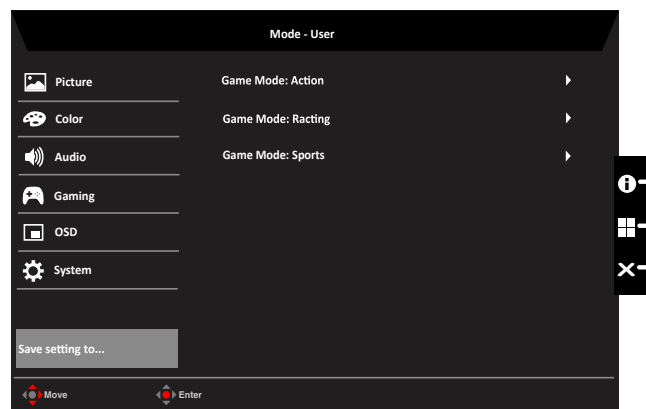 Mode - User
Picture
Game Mode: Action
Color
Game Mode: Racting
Audio
Game Mode: Sports
Gaming
OSD
System
Save setting to...
Move
Enter